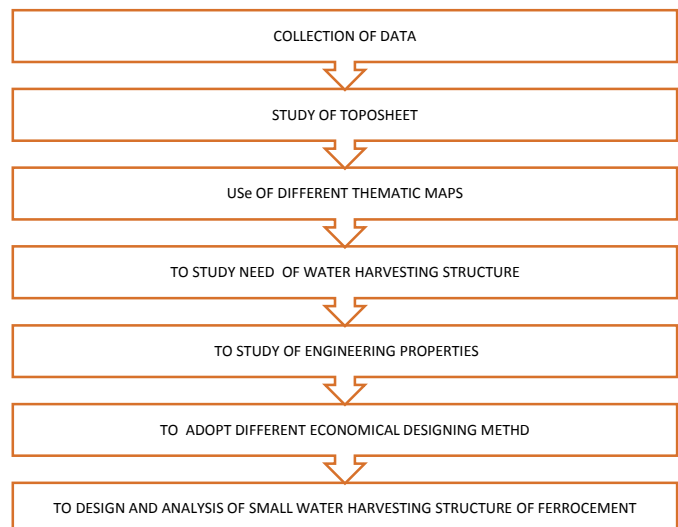 COLLECTION OF DATA
STUDY OF TOPOSHEET
USe OF DIFFERENT THEMATIC MAPS
TO STUDY NEED OF WATER HARVESTING STRUCTURE
TO STUDY OF ENGINEERING PROPERTIES
TO ADOPT DIFFERENT ECONOMICAL DESIGNING METHD
TO DESIGN AND ANALYSIS OF SMALL WATER HARVESTING STRUCTURE OF FERROCEMENT